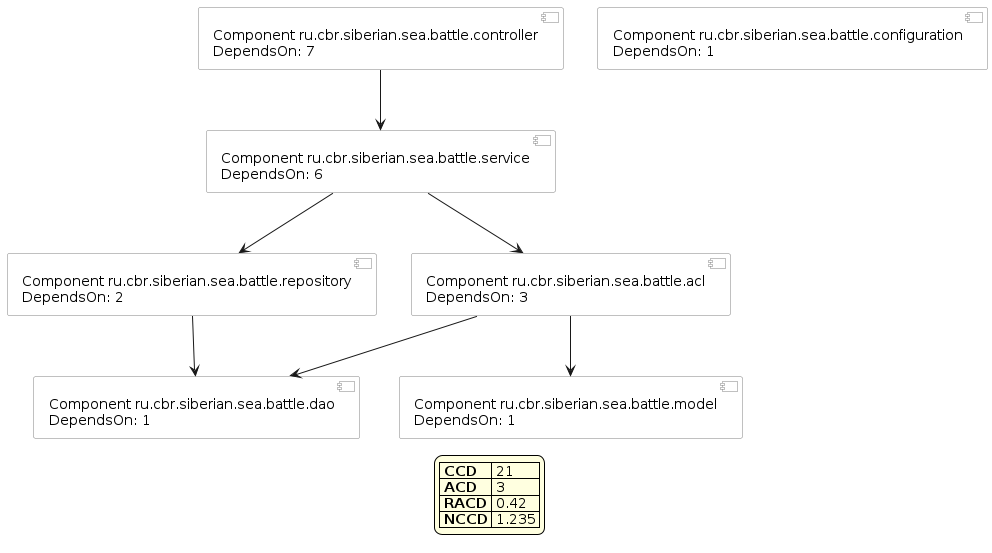 Component ru.cbr.siberian.sea.battle.controller
DependsOn: 7
Component ru.cbr.siberian.sea.battle.configuration
DependsOn: 1
Component ru.cbr.siberian.sea.battle.service
DependsOn: 6
Component ru.cbr.siberian.sea.battle.repository
DependsOn: 2
Component ru.cbr.siberian.sea.battle.acl
DependsOn: 3
Component ru.cbr.siberian.sea.battle.dao
DependsOn: 1
Component ru.cbr.siberian.sea.battle.model
DependsOn: 1
CCD 21
ACD 3
RACD 0.42
NCCD 1.235